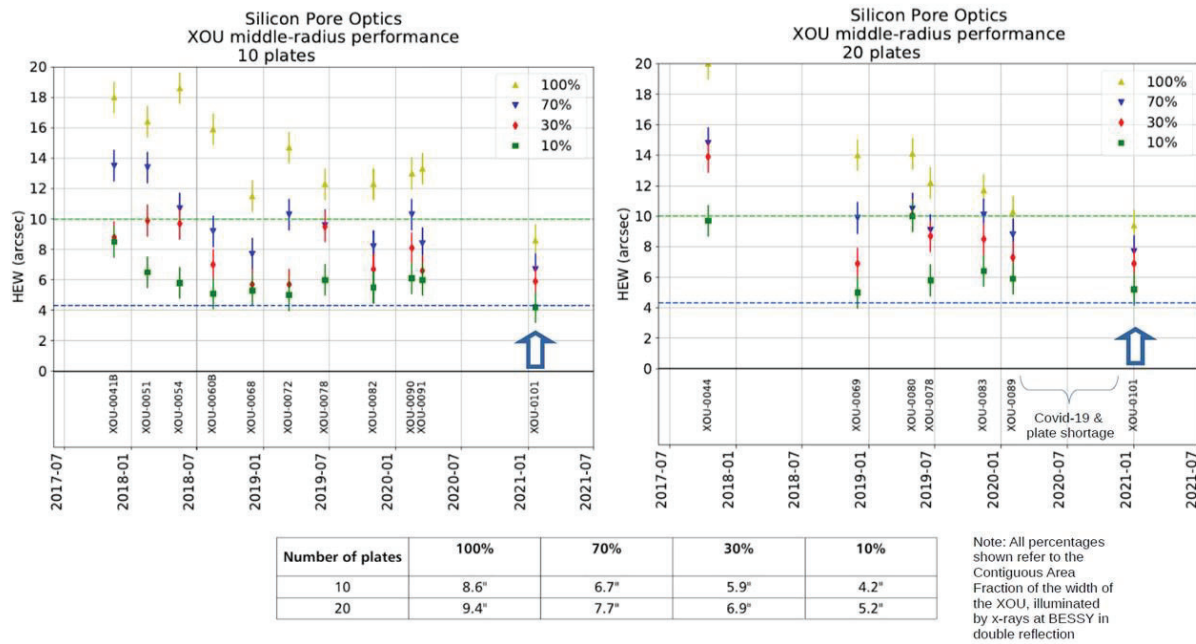 Silicon Pore Optics
XOU middle-radius performance
10 plates
20
18
16
14
12
10
8
6
4
2
0
HEW (arcsec)
100%
70%
30%
10%
XOU-0041B
XOU-0051
XOU-0054
XOU-0060B
XOU-0068
XOU-0072
XOU-0078
XOU-0082
XOU-0090
XOU-0091
XOU-0101
2017-07
2018-01
2018-07
2019-01
2019-07
2020-01
2020-07
2021-01
2021-07
Silicon Pore Optics
XOU middle-radius performance
20 plates
20
18
16
14
12
10
8
6
4
2
0
HEW (arcsec)
100%
70%
30%
10%
XOU-0044
XOU-0069
XOU-0080
XOU-0078
XOU-0083
XOU-0089
Covid-19 &
plate shortage
XOU-0101
2017-07
2018-01
2018-07
2019-01
2019-07
2020-01
2020-07
2021-01
2021-07
Number of plates 100% 70% 30% 10%
10 8.6" 6.7" 5.9" 4.2"
20 9.4" 7.7" 6.9" 5.2"
Note: All percentages
shown refer to the
Contiguous Area
Fraction of the width of
the XOU, illuminated
by x-rays at BESSY in
double reflection